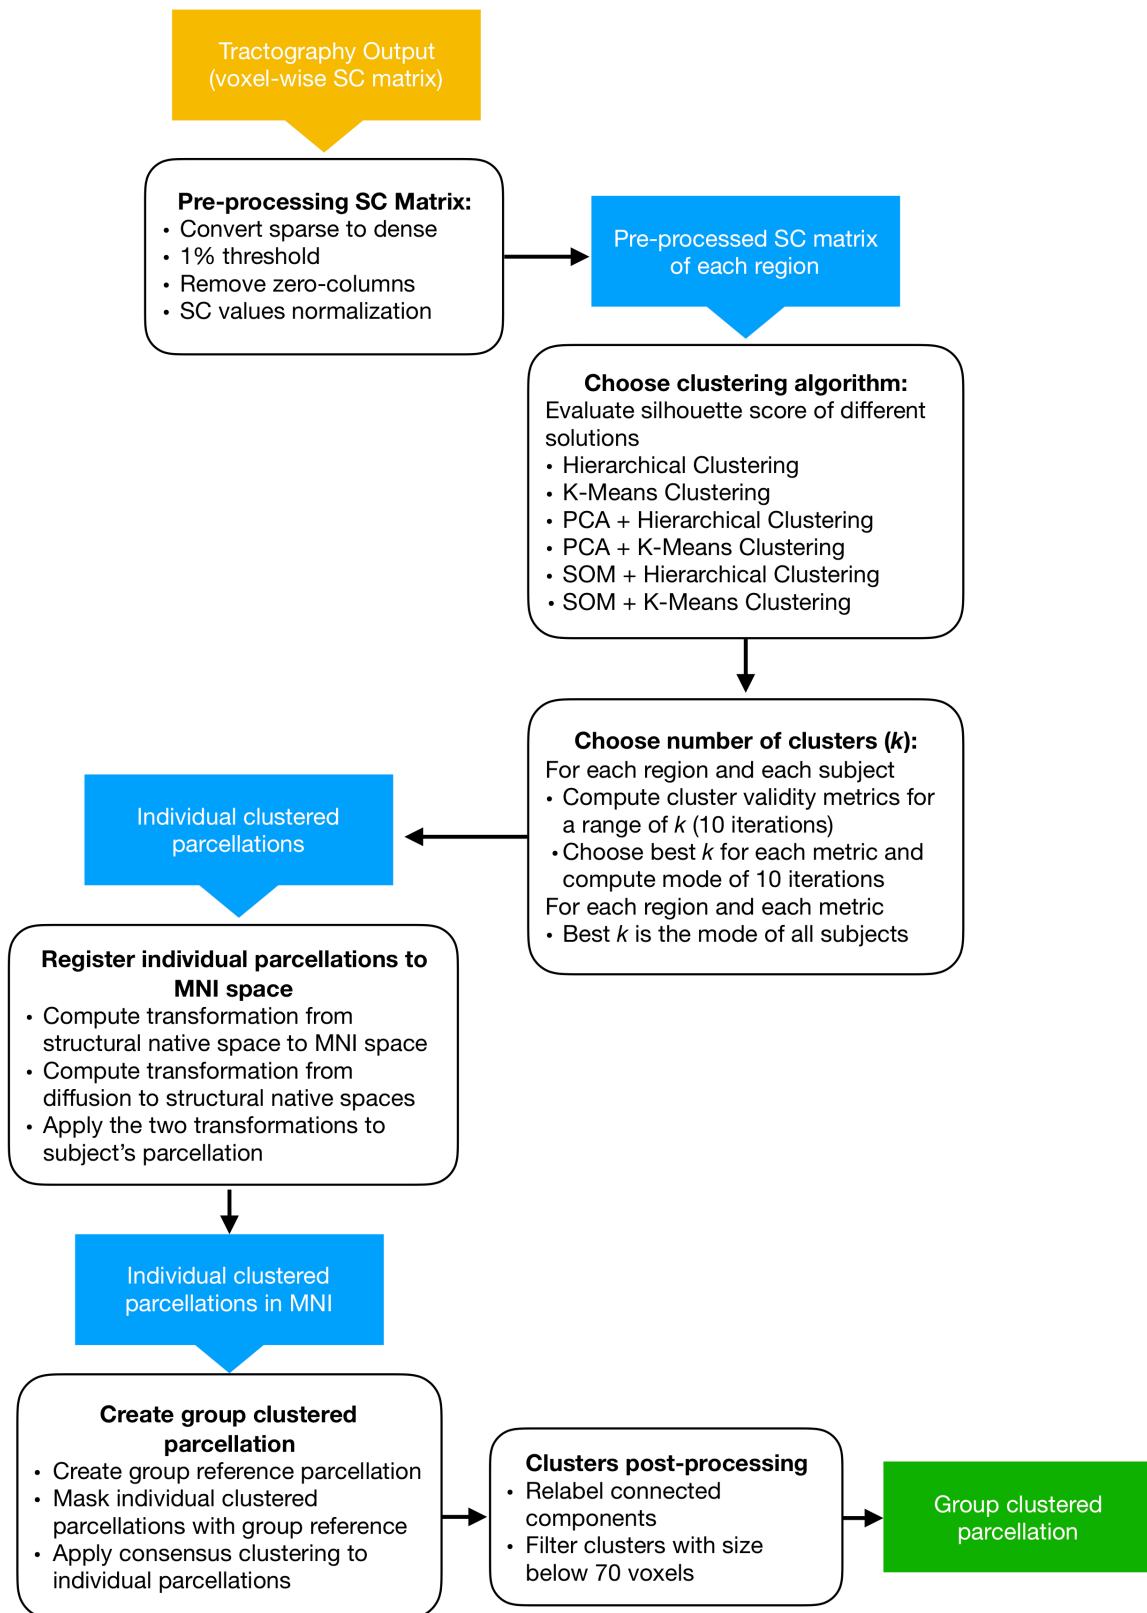 Tractography Output
(voxel-wise SC matrix)
Pre-processing SC Matrix:
• Convert sparse to dense
• 1% threshold
• Remove zero-columns
• SC values normalization
Pre-processed SC matrix
of each region
Choose clustering algorithm:
Evaluate silhouette score of different
solutions
• Hierarchical Clustering
• K-Means Clustering
• PCA + Hierarchical Clustering
• PCA + K-Means Clustering
• SOM + Hierarchical Clustering
• SOM + K-Means Clustering
Choose number of clusters (k):
For each region and each subject
• Compute cluster validity metrics for
a range of k (10 iterations)
• Choose best k for each metric and
compute mode of 10 iterations
For each region and each metric
• Best k is the mode of all subjects
Individual clustered
parcellations
Register individual parcellations to
MNI space
• Compute transformation from
structural native space to MNI space
• Compute transformation from
diffusion to structural native spaces
• Apply the two transformations to
subject’s parcellation
Individual clustered
parcellations in MNI
Create group clustered
parcellation
• Create group reference parcellation
• Mask individual clustered
parcellations with group reference
• Apply consensus clustering to
individual parcellations
Clusters post-processing
• Relabel connected
components
• Filter clusters with size
below 70 voxels
Group clustered
parcellation